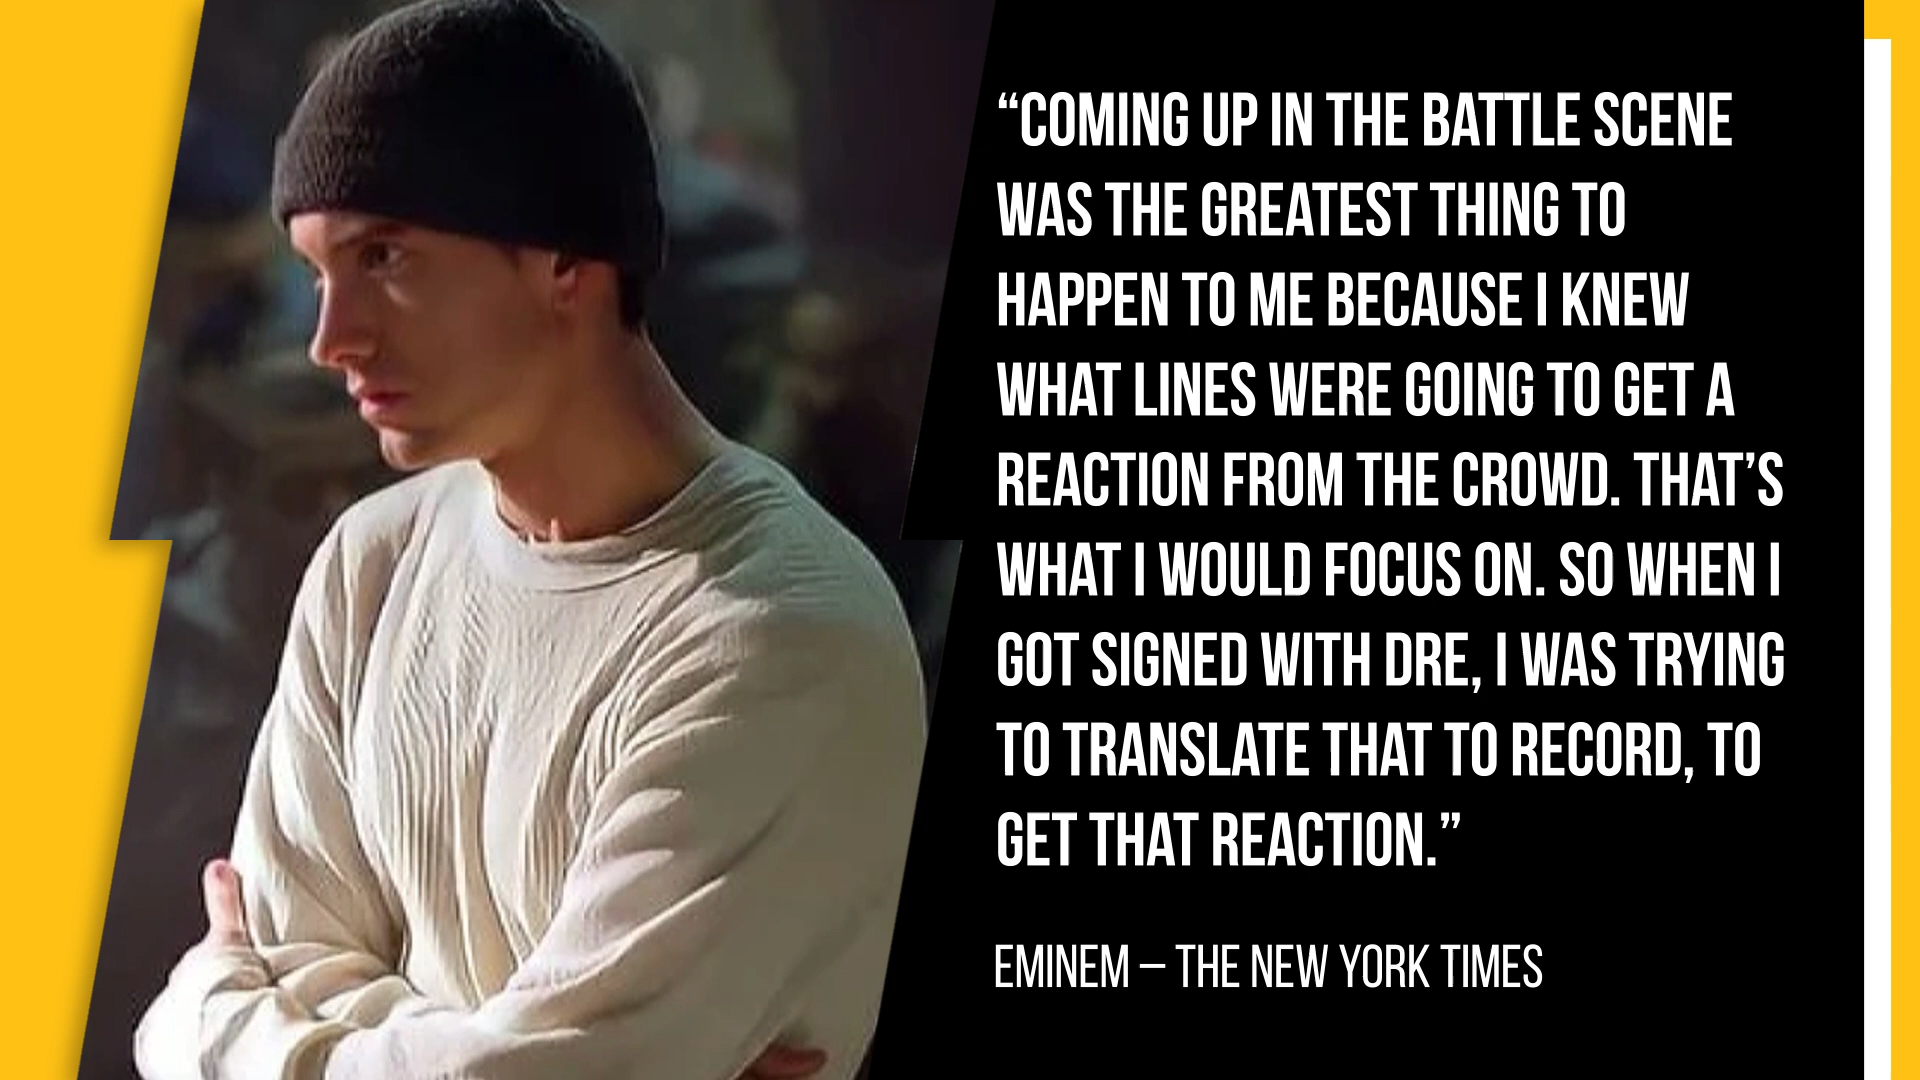 “COMING UP IN THE BATTLE SCENE
WAS THE GREATEST THING TO
HAPPEN TO ME BECAUSE I KNEW
WHAT LINES WERE GOING TO GET A
REACTION FROM THE CROWD. THAT’S
WHAT I WOULD FOCUS ON. SO WHEN I
GOT SIGNED WITH DRE, I WAS TRYING
TO TRANSLATE THAT TO RECORD, TO
GET THAT REACTION.”
EMINEM – THE NEW YORK TIMES